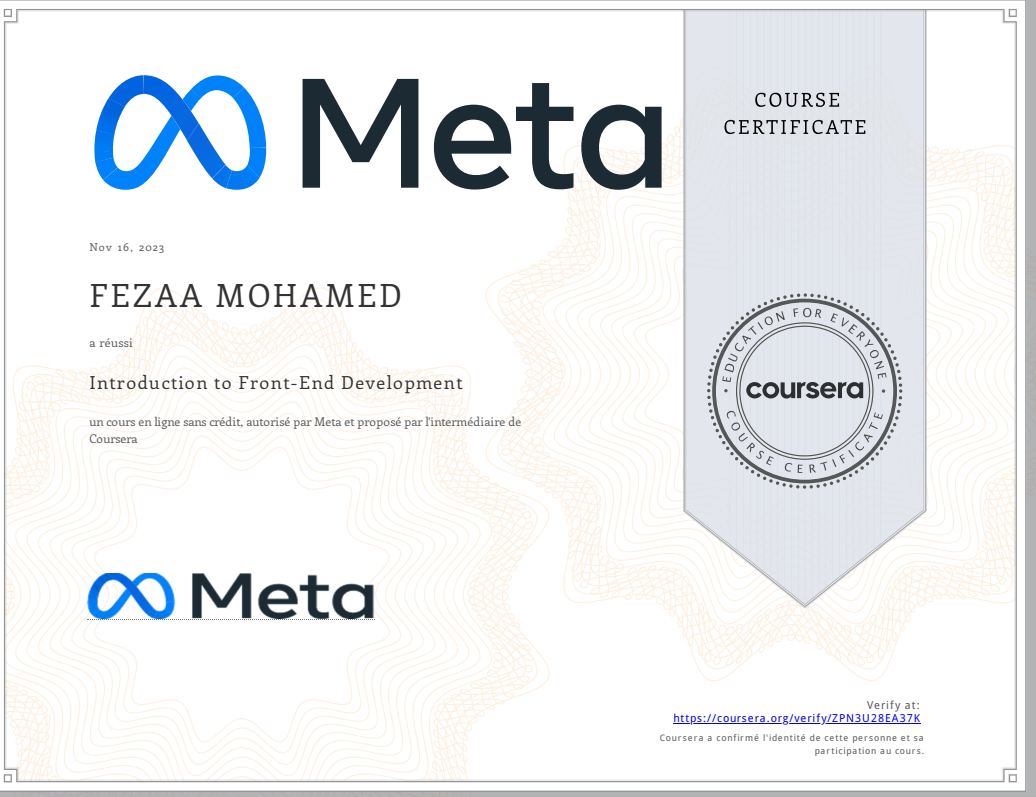 Meta
COURSE
CERTIFICATE
Nov 16, 2023
FEZAA MOHAMED
a réussi
Introduction to Front-End Development
un cours en ligne sans crédit, autorisé par Meta et proposé par l'intermédiaire de
Coursera
EDUCATION FOR EVERYONE
coursera
COURSE CERTIFICATE
Meta
Verify at:
https://coursera.org/verify/ZPN3U28EA37K
Coursera a confirmé l'identité de cette personne et sa
participation au cours.